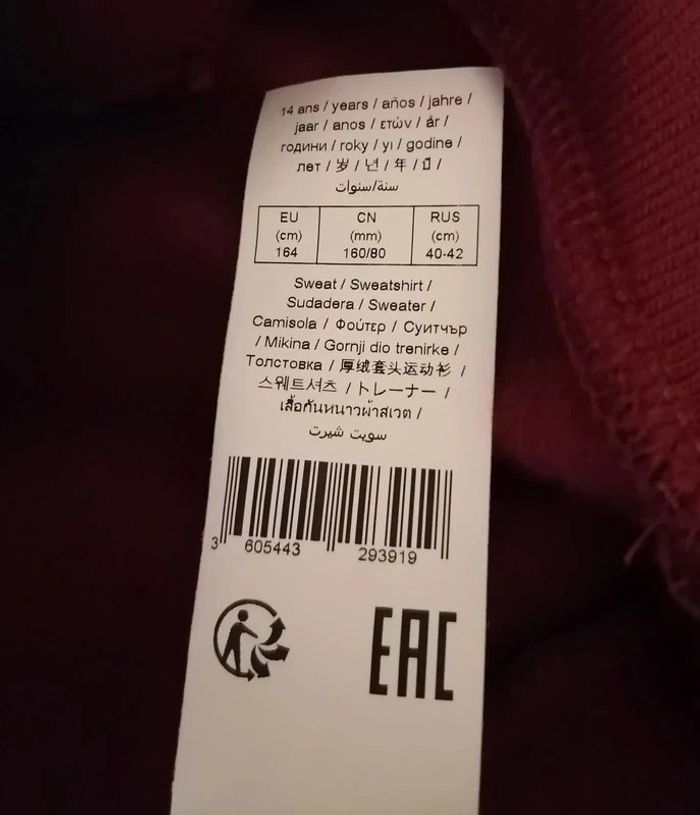 14 ans / years / años / jahre /
jaar / anos / ετών / år /
години / roky / yı / godine /
лет / 岁 / 년 / 年 / ปี /
سنة/سنوات
EU CN RUS
(cm) (mm) (cm)
164 160/80 40-42
Sweat / Sweatshirt /
Sudadera / Sweater /
Camisola / Φούτερ / Суитчър
/ Mikina / Gornji dio trenirke /
Толстовка / 厚绒套头运动衫 /
스웨트셔츠 / トレーナー /
เสื้อกันหนาวผ้าสเวต /
سويت شيرت
3 605443 293919
EAC